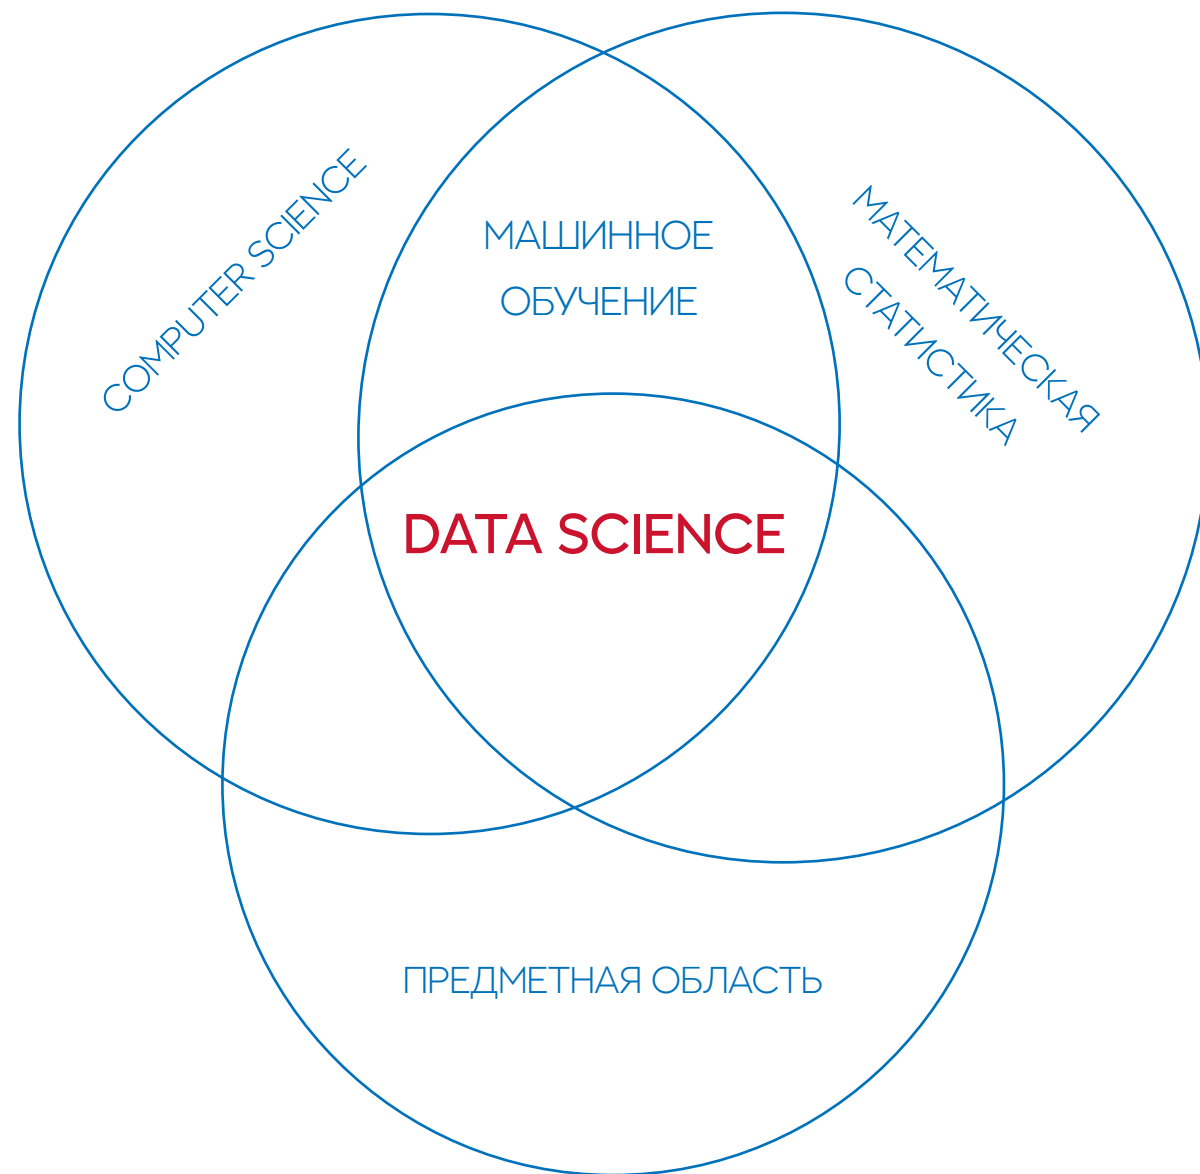 COMPUTER SCIENCE
МАШИННОЕ
ОБУЧЕНИЕ
МАТЕМАТИЧЕСКАЯ
СТАТИСТИКА
DATA SCIENCE
ПРЕДМЕТНАЯ ОБЛАСТЬ